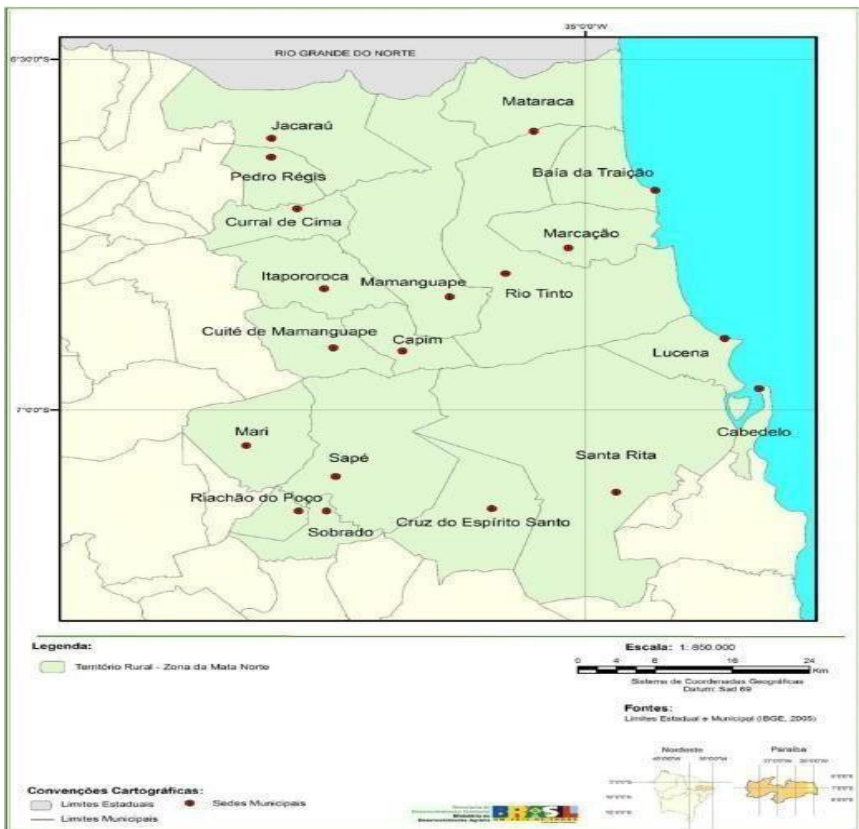 35°0'0"W
RIO GRANDE DO NORTE
6°30'0"S
Mataraca
Jacaraú
Pedro Régis
Baía da Traição
Curral de Cima
Marcação
Itapororoca
Mamanguape
Rio Tinto
Cuité de Mamanguape
Capim
Lucena
7°0'0"S
Cabedelo
Mari
Sapé
Santa Rita
Riachão do Poço
Cruz do Espírito Santo
Sobrado
Legenda:
Território Rural - Zona da Mata Norte
Escala: 1: 850.000
0 4 8 16 24
Km
Sistema de Coordenadas Geográficas
Datum: Sad 69
Fontes:
Limites Estadual e Municipal (IBGE, 2005)
Nordeste
Paraíba
Convenções Cartográficas:
Limites Estaduais
Sedes Municipais
Limites Municipais
Ministério do
Desenvolvimento Agrário
BRASIL